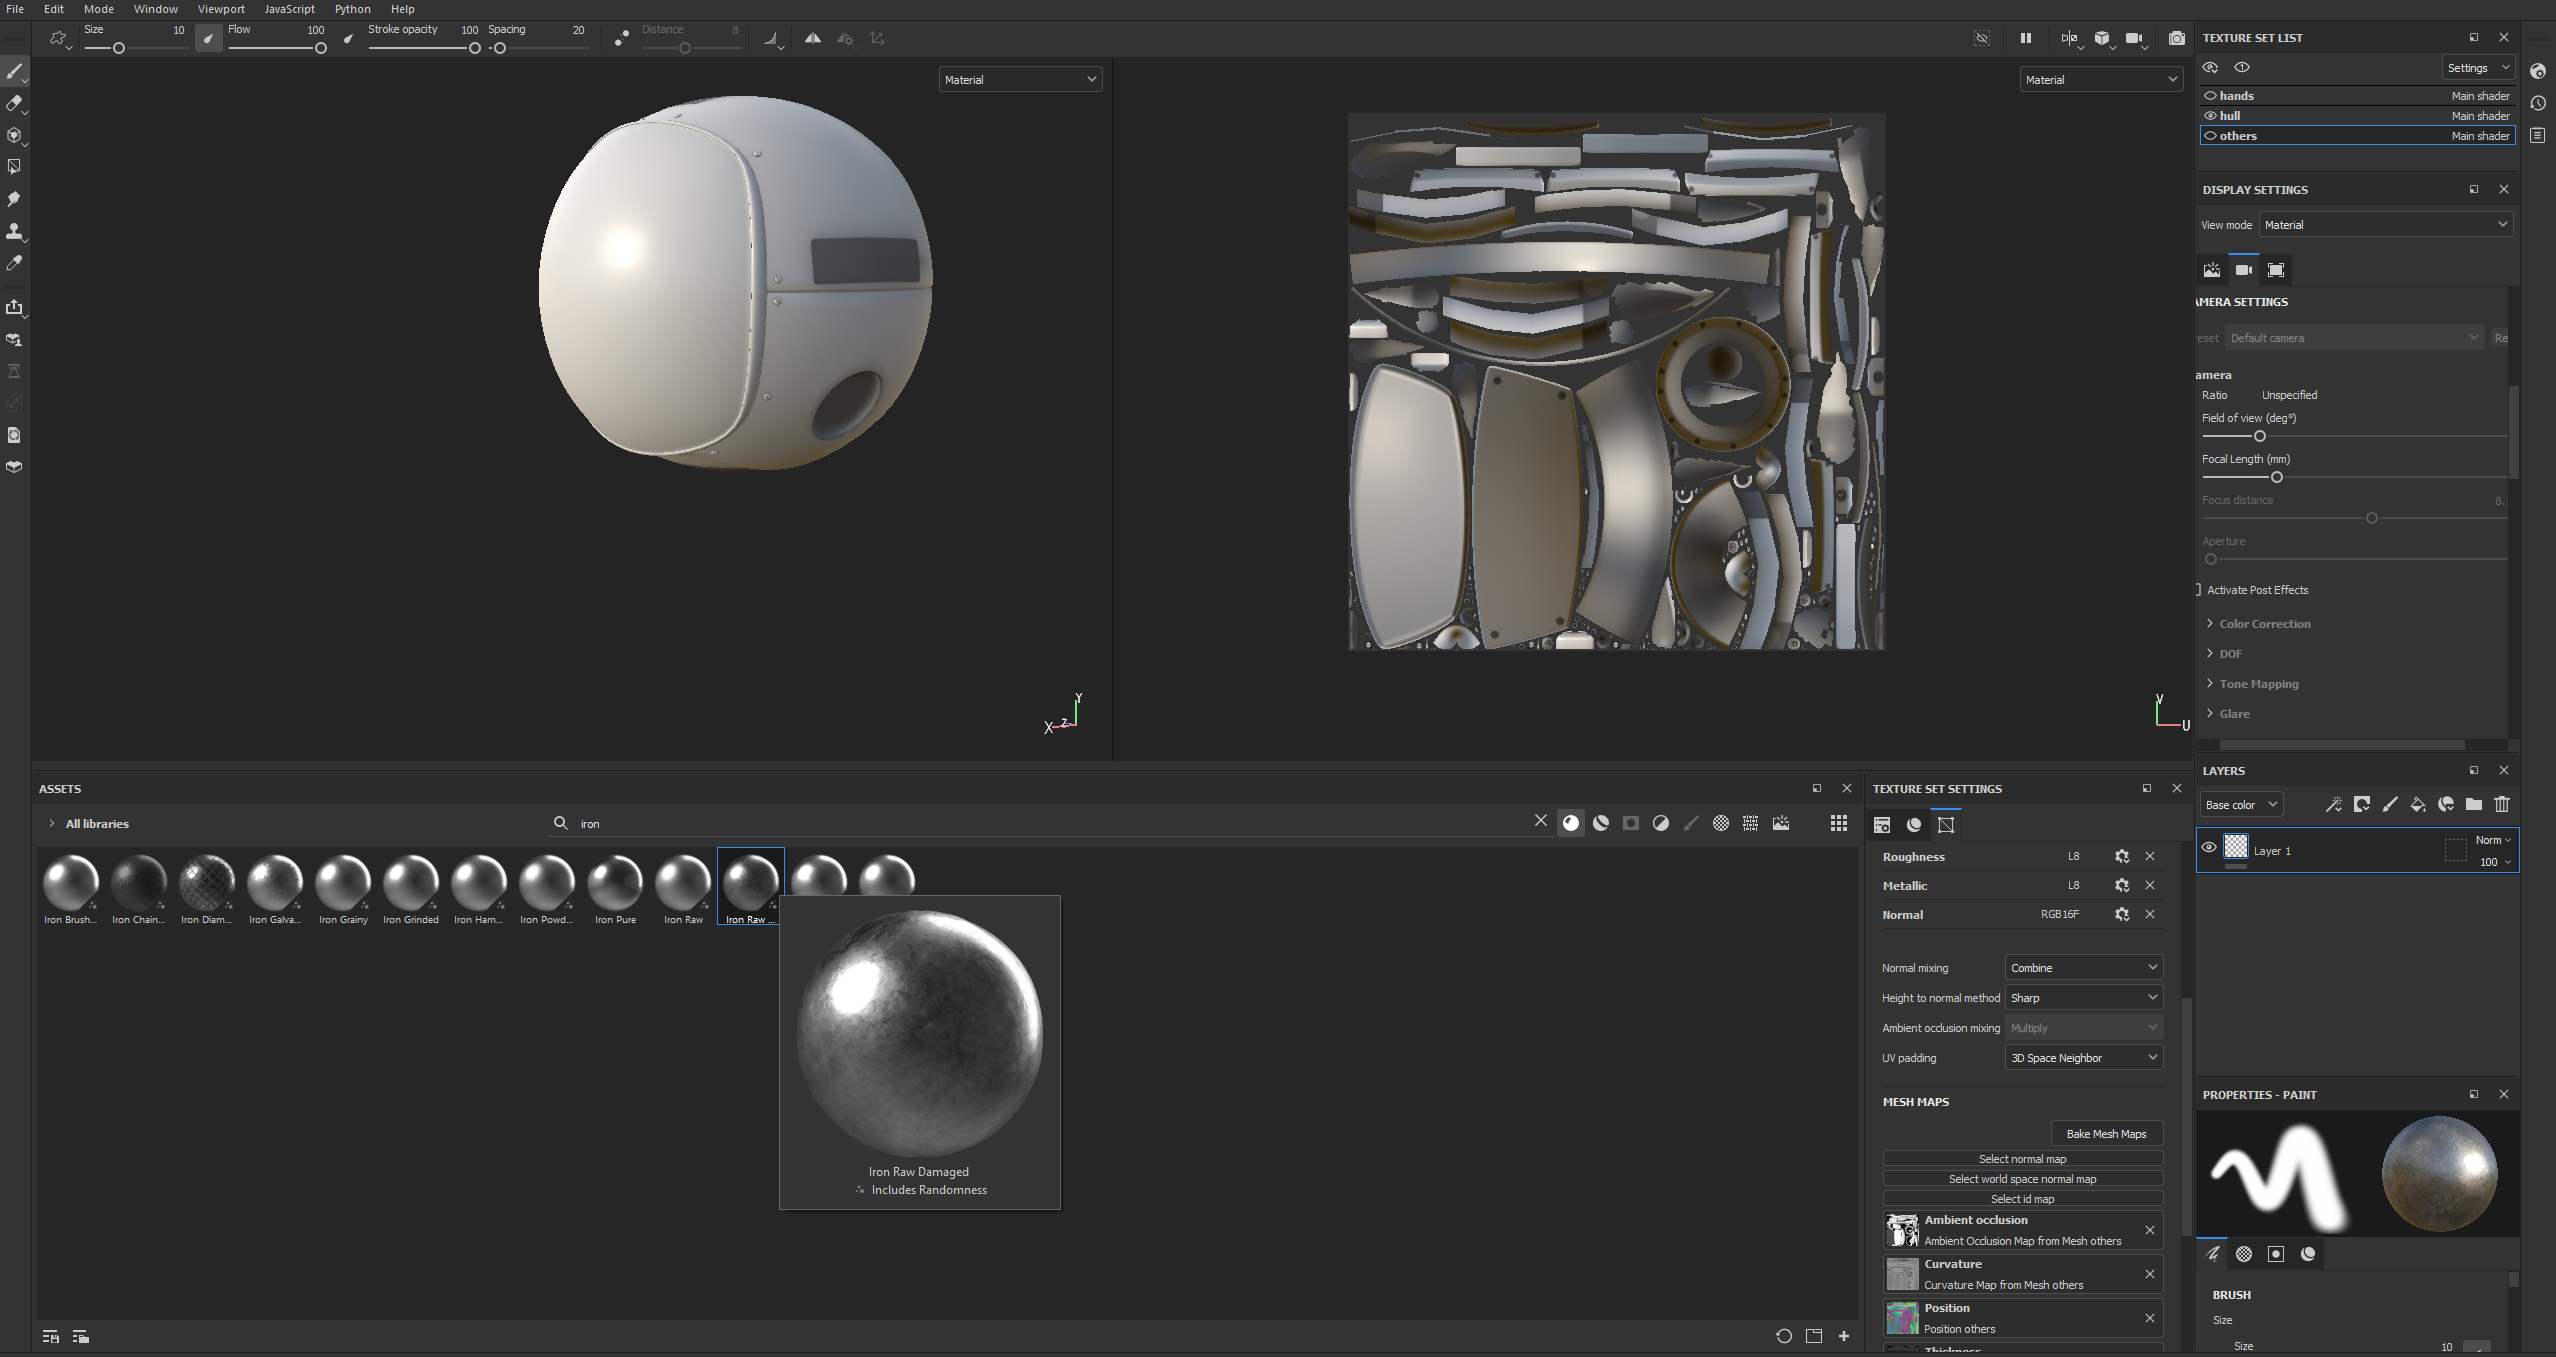 File Edit Mode Window Viewport JavaScript Python Help
Size 10 Flow 100 Stroke opacity 100 Spacing 20 Distance 8
Material
Material
X Z Y
V U
TEXTURE SET LIST
Settings
hands Main shader
hull Main shader
others Main shader
DISPLAY SETTINGS
View mode Material
AMERA SETTINGS
reset Default camera Re
amera
Ratio Unspecified
Field of view (deg°)
Focal Length (mm)
Focus distance 8.
Aperture
Activate Post Effects
Color Correction
DOF
Tone Mapping
Glare
ASSETS
All libraries
iron
Iron Brush... Iron Chain... Iron Diam... Iron Galva... Iron Grainy Iron Grinded Iron Ham... Iron Powd... Iron Pure Iron Raw Iron Raw ...
Iron Raw Damaged
Includes Randomness
TEXTURE SET SETTINGS
Roughness L8
Metallic L8
Normal RGB16F
Normal mixing Combine
Height to normal method Sharp
Ambient occlusion mixing Multiply
UV padding 3D Space Neighbor
MESH MAPS
Bake Mesh Maps
Select normal map
Select world space normal map
Select id map
Ambient occlusion
Ambient Occlusion Map from Mesh others
Curvature
Curvature Map from Mesh others
Position
Position others
Thickness
LAYERS
Base color
Layer 1 Norm 100
PROPERTIES - PAINT
BRUSH
Size
Size 10